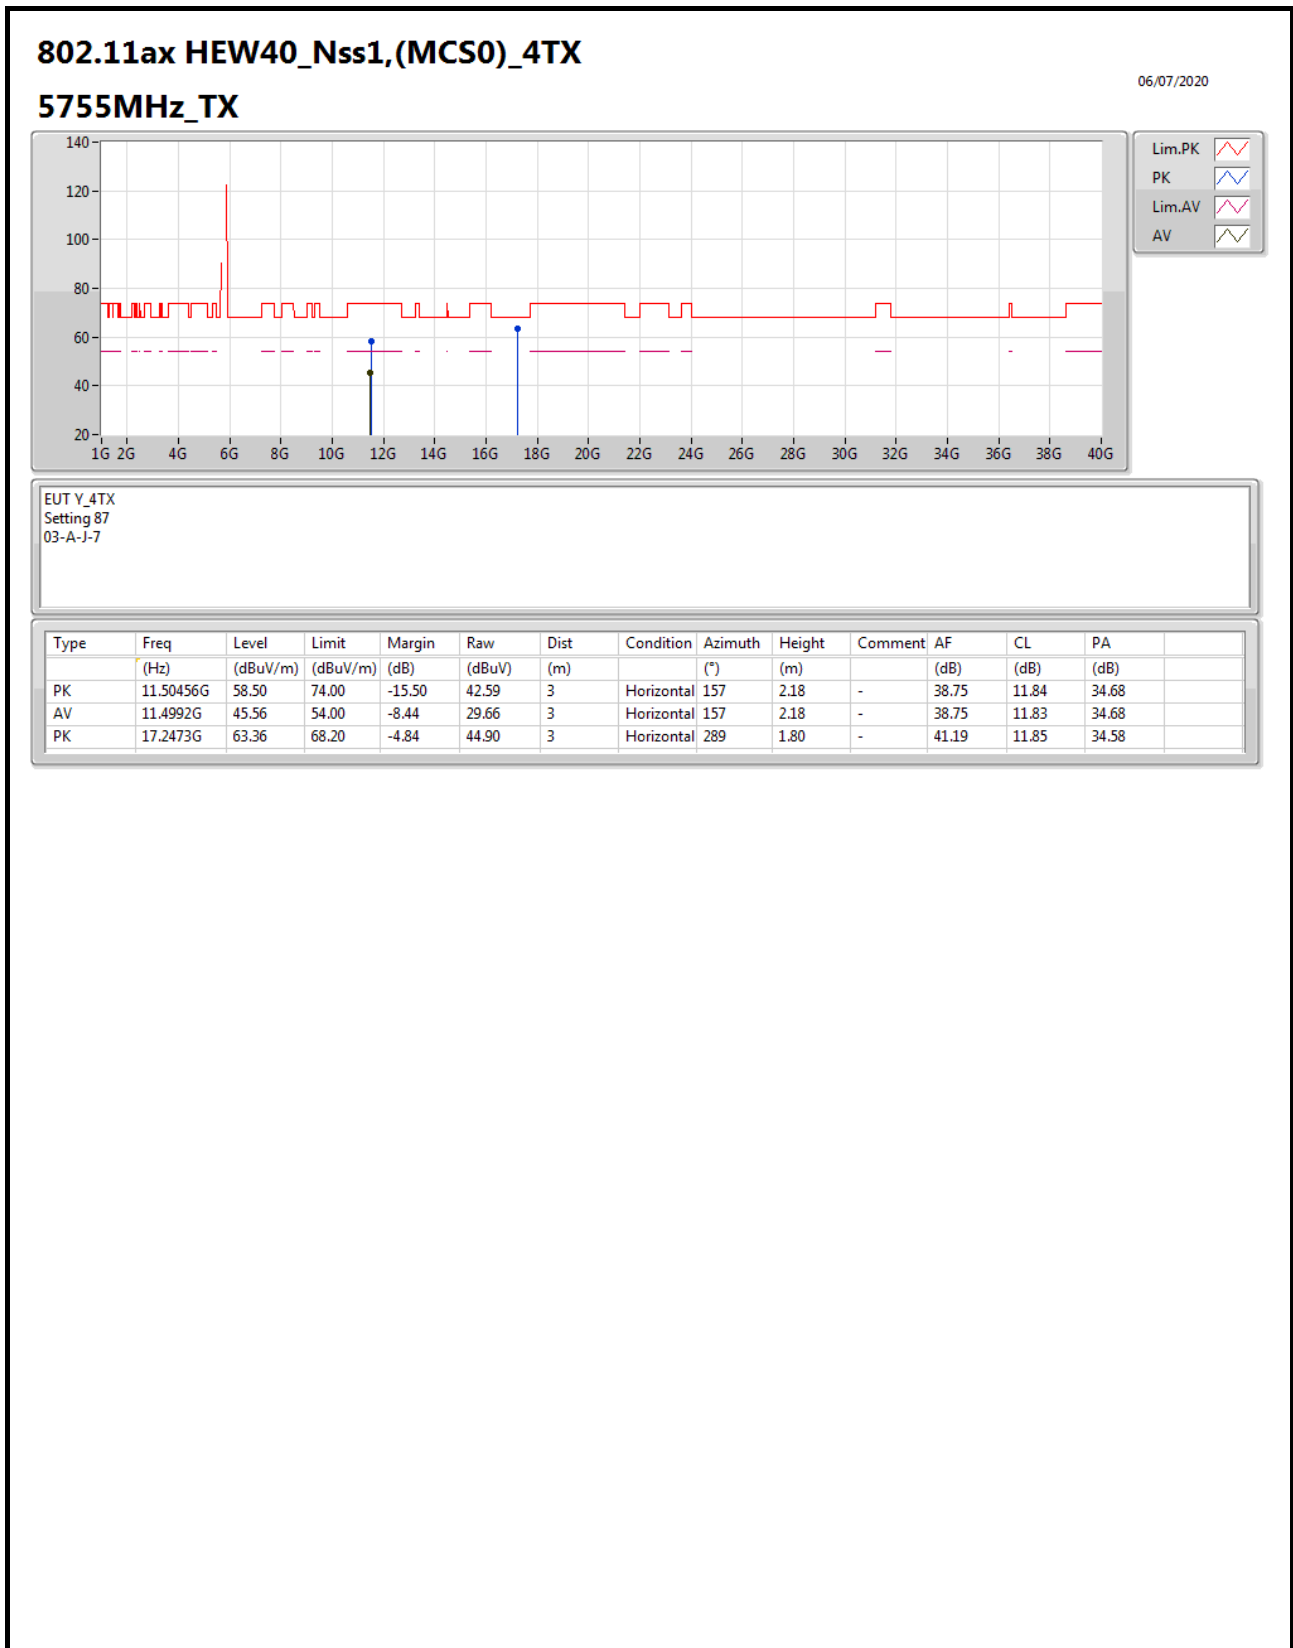 802.11ax HEW40_Nss1,(MCS0)_4TX
06/07/2020
5755MHz_TX
140
120
100
80
60
40
20
1G 2G 4G 6G 8G 10G 12G 14G 16G 18G 20G 22G 24G 26G 28G 30G 32G 34G 36G 38G 40G
Lim.PK
PK
Lim.AV
AV
EUT Y_4TX
Setting 87
03-A-J-7
Type Freq Level Limit Margin Raw Dist Condition Azimuth Height Comment AF CL PA
(Hz) (dBuV/m) (dBuV/m) (dB) (dBuV) (m) (°) (m) (dB) (dB) (dB)
PK 11.50456G 58.50 74.00 -15.50 42.59 3 Horizontal 157 2.18 - 38.75 11.84 34.68
AV 11.4992G 45.56 54.00 -8.44 29.66 3 Horizontal 157 2.18 - 38.75 11.83 34.68
PK 17.2473G 63.36 68.20 -4.84 44.90 3 Horizontal 289 1.80 - 41.19 11.85 34.58